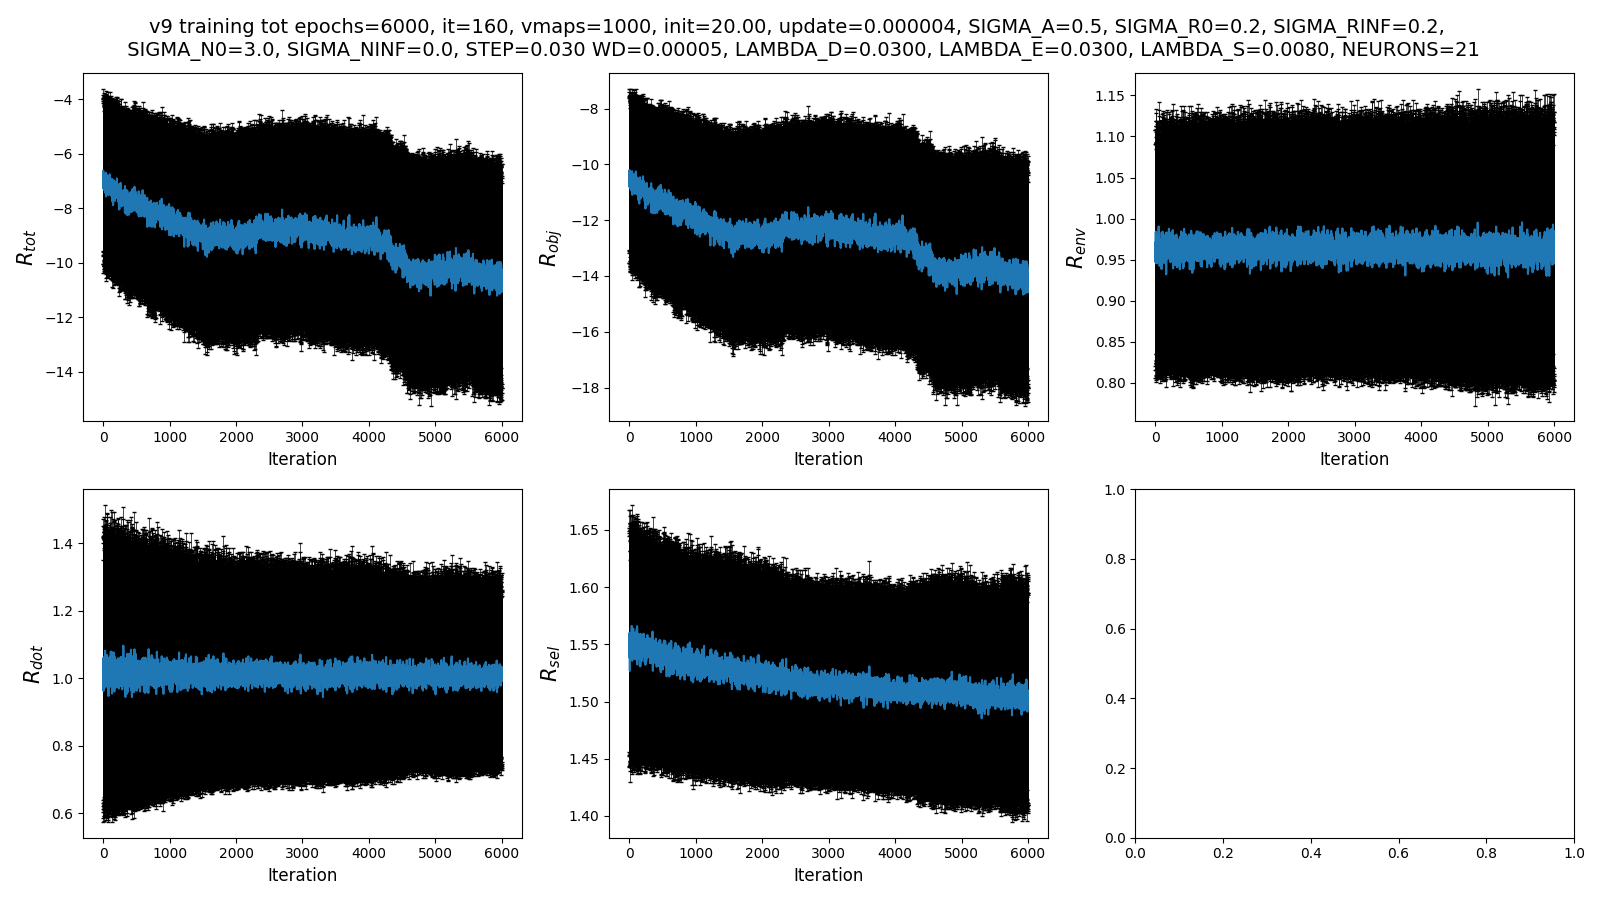 v9 training tot epochs=6000, it=160, vmaps=1000, init=20.00, update=0.000004, SIGMA_A=0.5, SIGMA_R0=0.2, SIGMA_RINF=0.2,
SIGMA_N0=3.0, SIGMA_NINF=0.0, STEP=0.030 WD=0.00005, LAMBDA_D=0.0300, LAMBDA_E=0.0300, LAMBDA_S=0.0080, NEURONS=21
R_tot
−4
−6
−8
−10
−12
−14
0 1000 2000 3000 4000 5000 6000
Iteration
R_obj
−8
−10
−12
−14
−16
−18
0 1000 2000 3000 4000 5000 6000
Iteration
R_env
1.15
1.10
1.05
1.00
0.95
0.90
0.85
0.80
0 1000 2000 3000 4000 5000 6000
Iteration
R_dot
1.4
1.2
1.0
0.8
0.6
0 1000 2000 3000 4000 5000 6000
Iteration
R_sel
1.65
1.60
1.55
1.50
1.45
1.40
0 1000 2000 3000 4000 5000 6000
Iteration
1.0
0.8
0.6
0.4
0.2
0.0
0.0 0.2 0.4 0.6 0.8 1.0